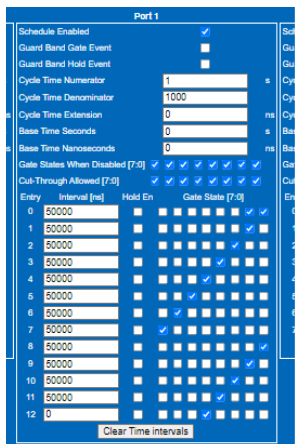 Port 1
Schedule Enabled
Guard Band Gate Event
Guard Band Hold Event
Cycle Time Numerator 1 s
Cycle Time Denominator 1000
Cycle Time Extension 0 ns
Base Time Seconds 0 s
Base Time Nanoseconds 0 ns
Gate States When Disabled [7:0]
Cut-Through Allowed [7:0]
Entry Interval [ns] Hold En Gate State [7:0]
0 50000
1 50000
2 50000
3 50000
4 50000
5 50000
6 50000
7 50000
8 50000
9 50000
10 50000
11 50000
12 0
Clear Time intervals